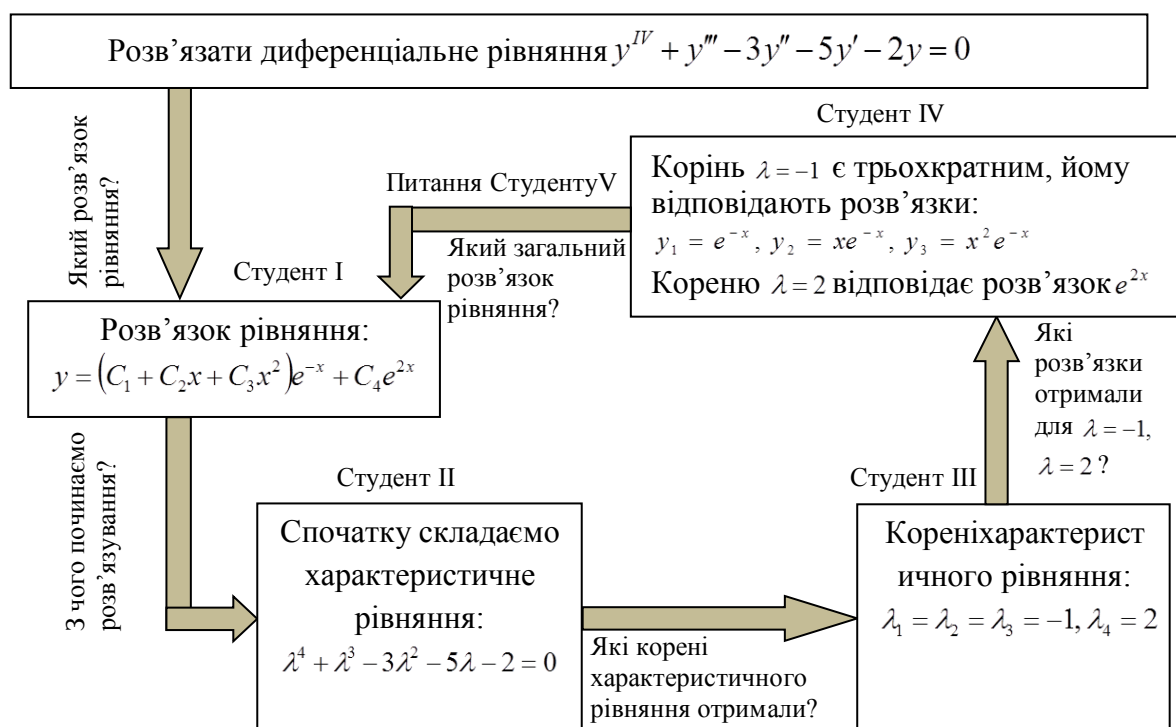 Розв’язати диференціальне рівняння y^{IV} + y''' − 3y'' − 5y' − 2y = 0
Який розв’язок
рівняння?
Студент I
Розв’язок рівняння:
y = (C₁ + C₂x + C₃x²)e^{−x} + C₄e^{2x}
З чого починаємо
розв’язування?
Студент II
Спочатку складаємо
характеристичне
рівняння:
λ⁴ + λ³ − 3λ² − 5λ − 2 = 0
Які корені
характеристичного
рівняння отримали?
Студент III
Кореніхарактерист
ичного рівняння:
λ₁ = λ₂ = λ₃ = −1, λ₄ = 2
Які
розв’язки
отримали
для λ = −1,
λ = 2 ?
Студент IV
Корінь λ = −1 є трьохкратним, йому
відповідають розв’язки:
y₁ = e^{−x}, y₂ = xe^{−x}, y₃ = x²e^{−x}
Кореню λ = 2 відповідає розв’язок e^{2x}
Питання СтудентуV
Який загальний
розв’язок
рівняння?